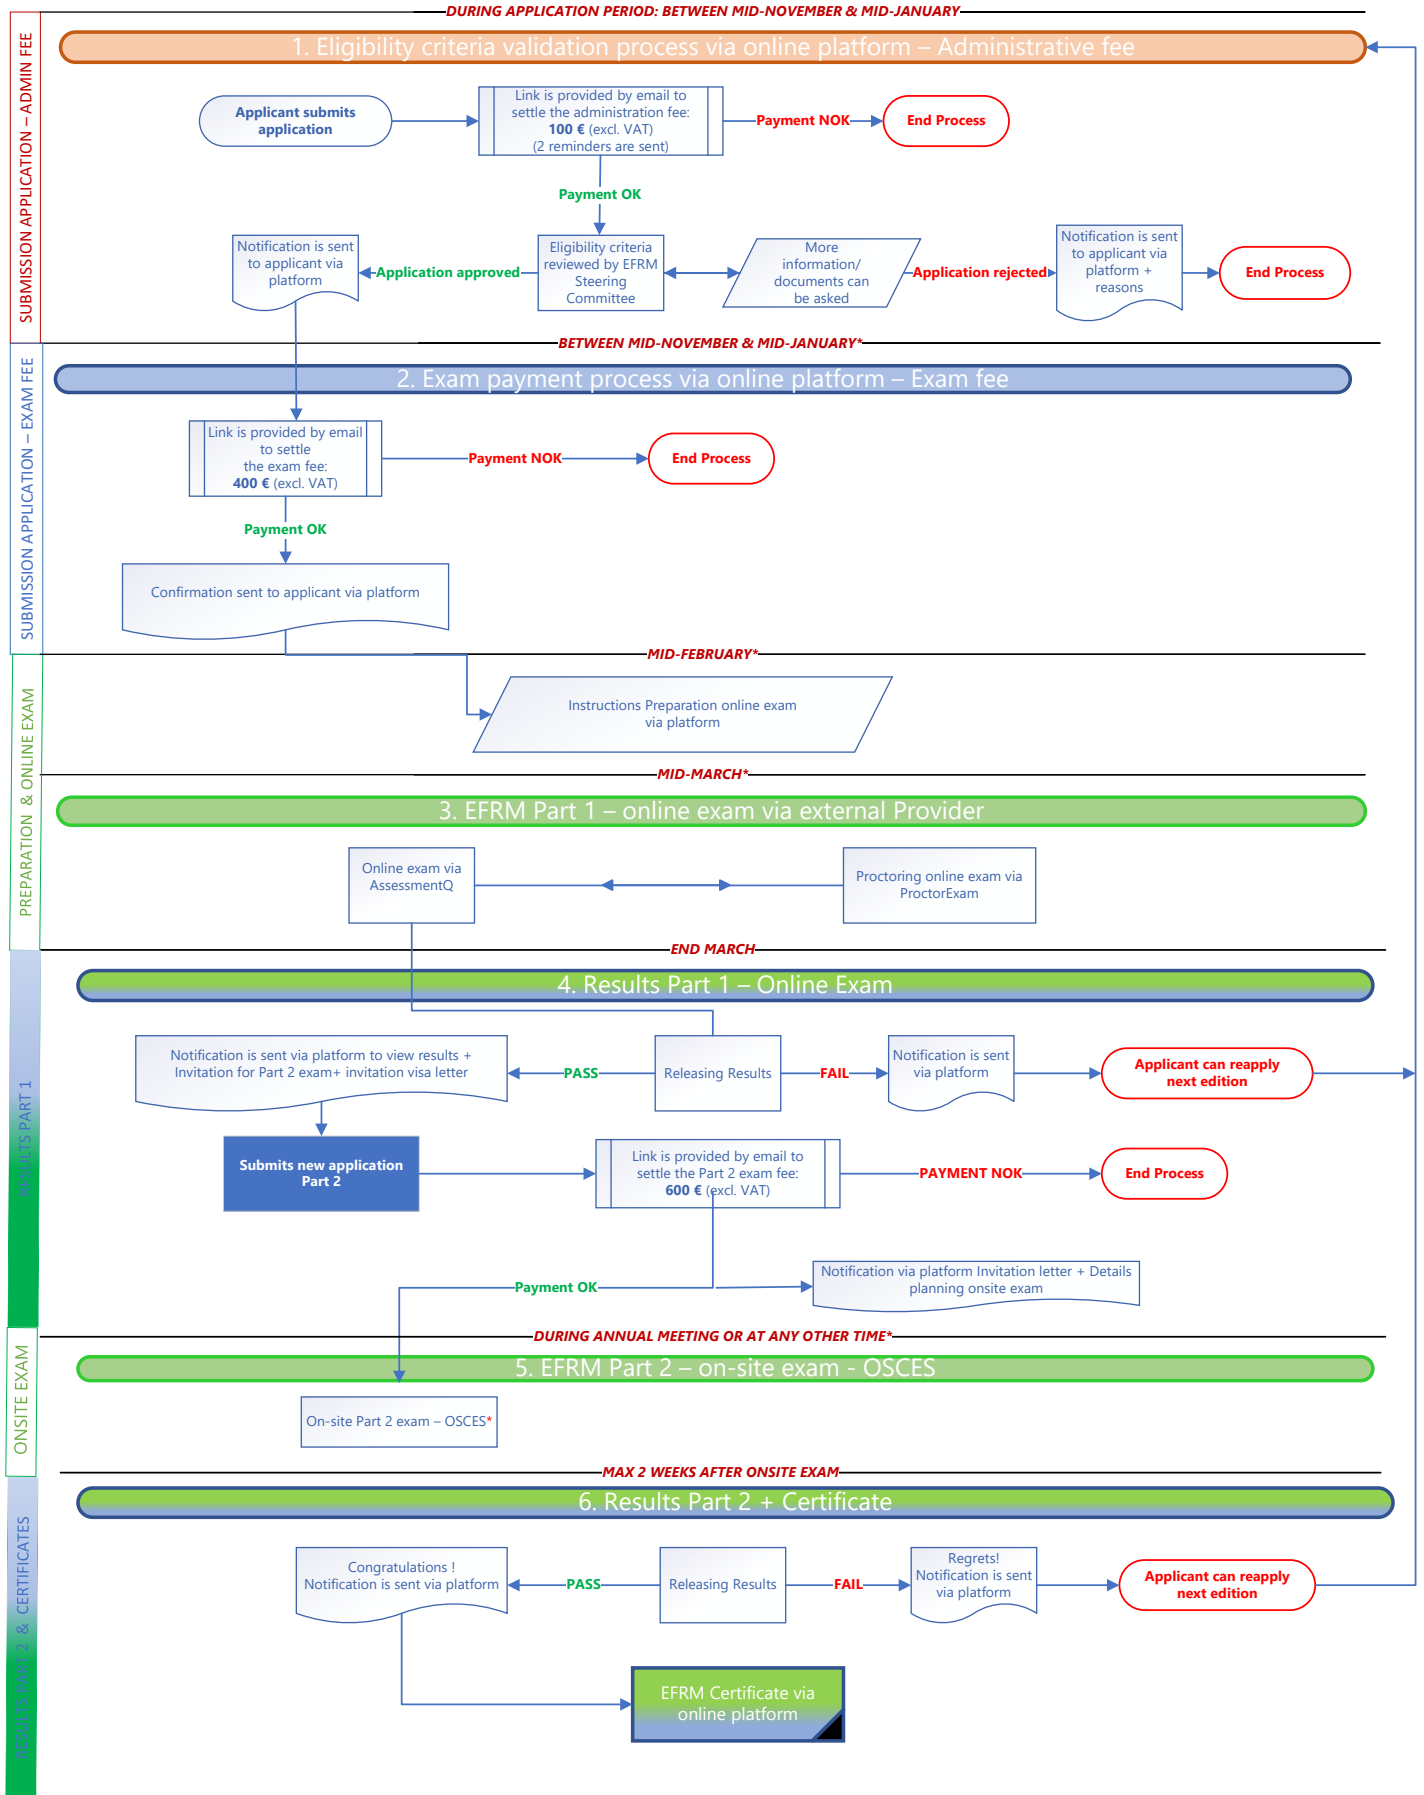 DURING APPLICATION PERIOD: BETWEEN MID-NOVEMBER & MID-JANUARY
SUBMISSION APPLICATION – ADMIN FEE
1. Eligibility criteria validation process via online platform – Administrative fee
Applicant submits
application
Link is provided by email to
settle the administration fee:
100 € (excl. VAT)
(2 reminders are sent)
Payment NOK
End Process
Payment OK
Notification is sent
to applicant via
platform
Application approved
Eligibility criteria
reviewed by EFRM
Steering
Committee
More
information/
documents can
be asked
Application rejected
Notification is sent
to applicant via
platform +
reasons
End Process
BETWEEN MID-NOVEMBER & MID-JANUARY*
SUBMISSION APPLICATION – EXAM FEE
2. Exam payment process via online platform – Exam fee
Link is provided by email
to settle
the exam fee:
400 € (excl. VAT)
Payment NOK
End Process
Payment OK
Confirmation sent to applicant via platform
MID-FEBRUARY*
PREPARATION & ONLINE EXAM
Instructions Preparation online exam
via platform
MID-MARCH*
3. EFRM Part 1 – online exam via external Provider
Online exam via
AssessmentQ
Proctoring online exam via
ProctorExam
END MARCH
RESULTS PART 1
4. Results Part 1 – Online Exam
Notification is sent via platform to view results +
Invitation for Part 2 exam+ invitation visa letter
PASS
Releasing Results
FAIL
Notification is sent
via platform
Applicant can reapply
next edition
Submits new application
Part 2
Link is provided by email to
settle the Part 2 exam fee:
600 € (excl. VAT)
PAYMENT NOK
End Process
Payment OK
Notification via platform Invitation letter + Details
planning onsite exam
DURING ANNUAL MEETING OR AT ANY OTHER TIME*
ONSITE EXAM
5. EFRM Part 2 – on-site exam - OSCES
On-site Part 2 exam – OSCES*
MAX 2 WEEKS AFTER ONSITE EXAM
RESULTS PART 2 & CERTIFICATES
6. Results Part 2 + Certificate
Congratulations !
Notification is sent via platform
PASS
Releasing Results
FAIL
Regrets!
Notification is sent
via platform
Applicant can reapply
next edition
EFRM Certificate via
online platform